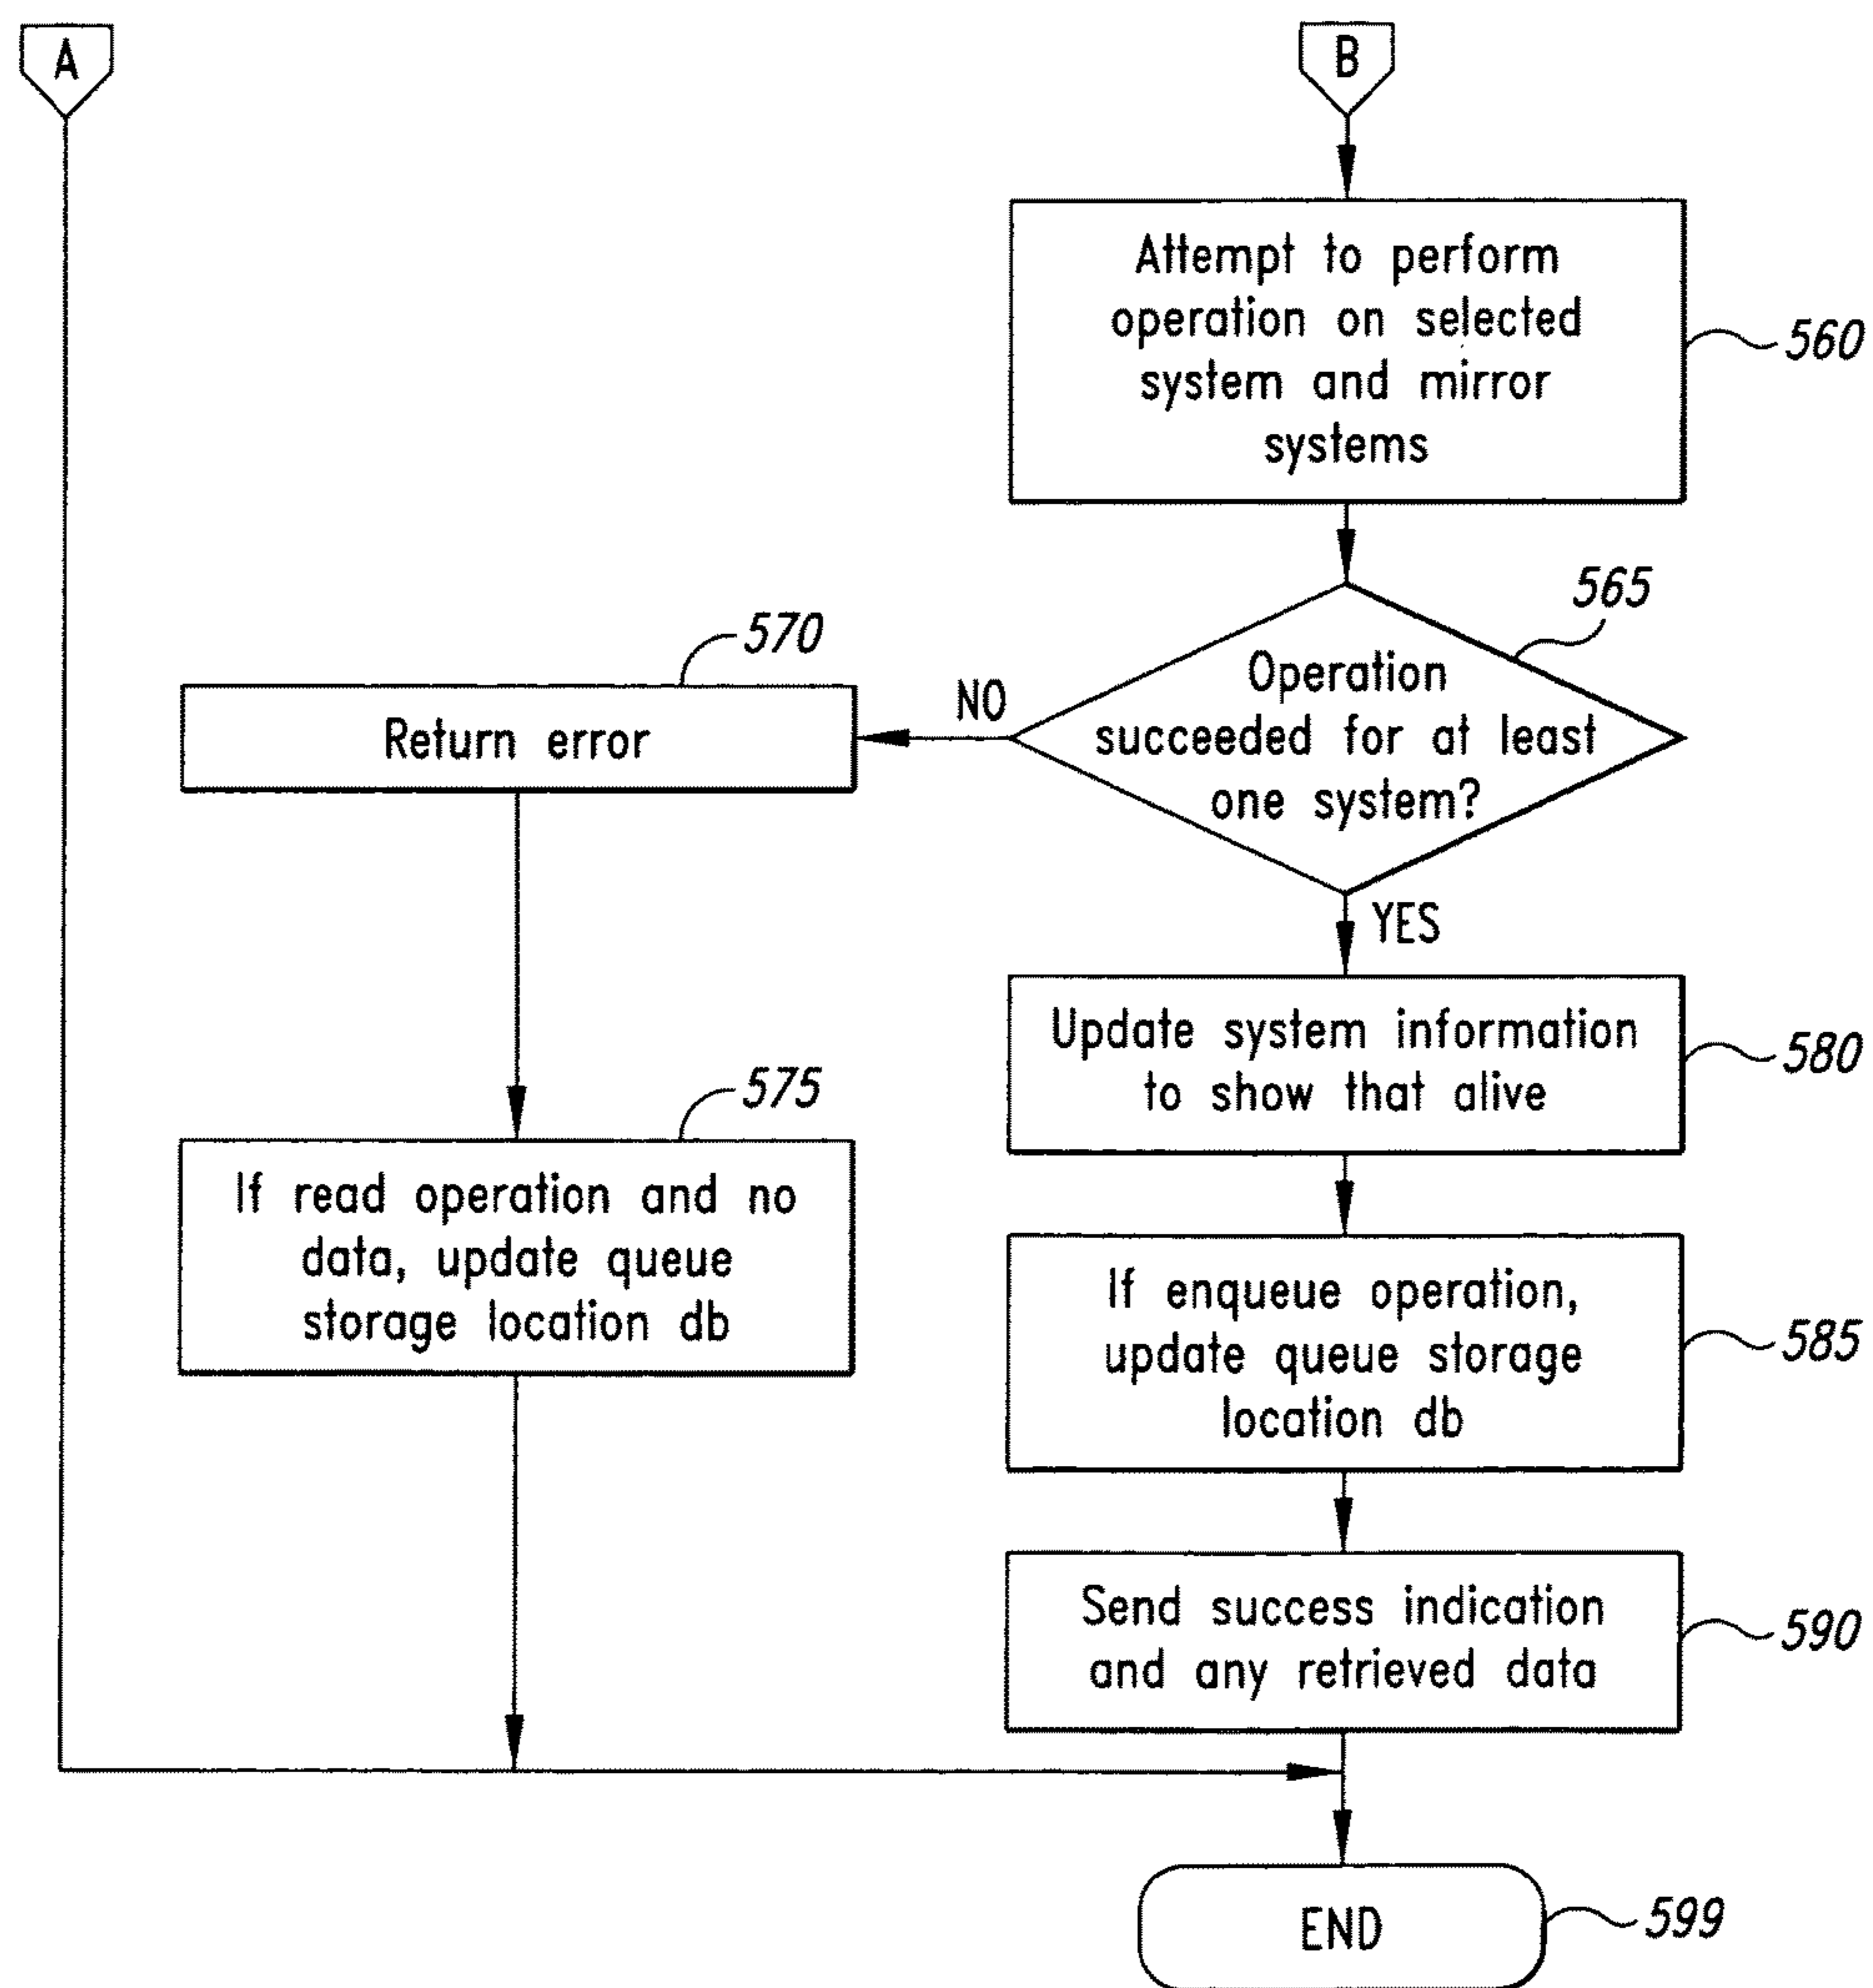 A
B
Attempt to perform
operation on selected
system and mirror
systems
560
565
Operation
succeeded for at least
one system?
NO
570
Return error
YES
Update system information
to show that alive
580
575
If read operation and no
data, update queue
storage location db
If enqueue operation,
update queue storage
location db
585
Send success indication
and any retrieved data
590
END
599